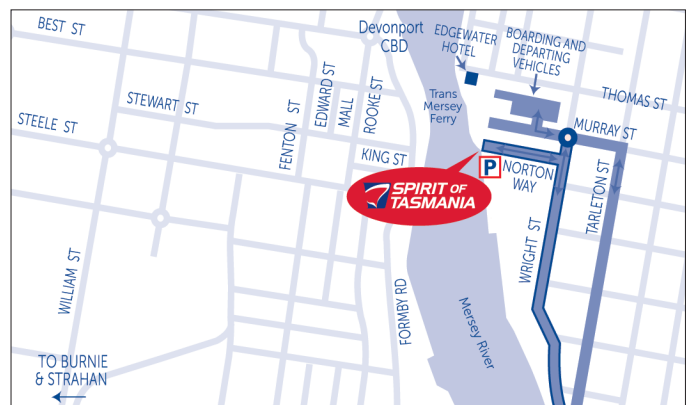 BEST ST
Devonport
CBD
EDGEWATER
HOTEL
BOARDING AND
DEPARTING
VEHICLES
STEWART ST
STEELE ST
FENTON ST
EDWARD ST
MALL
ROOKE ST
Trans
Mersey
Ferry
THOMAS ST
MURRAY ST
KING ST
P
NORTON
WAY
SPIRIT OF
TASMANIA
TARLETON ST
WRIGHT ST
WILLIAM ST
FORMBY RD
Mersey River
TO BURNIE
& STRAHAN